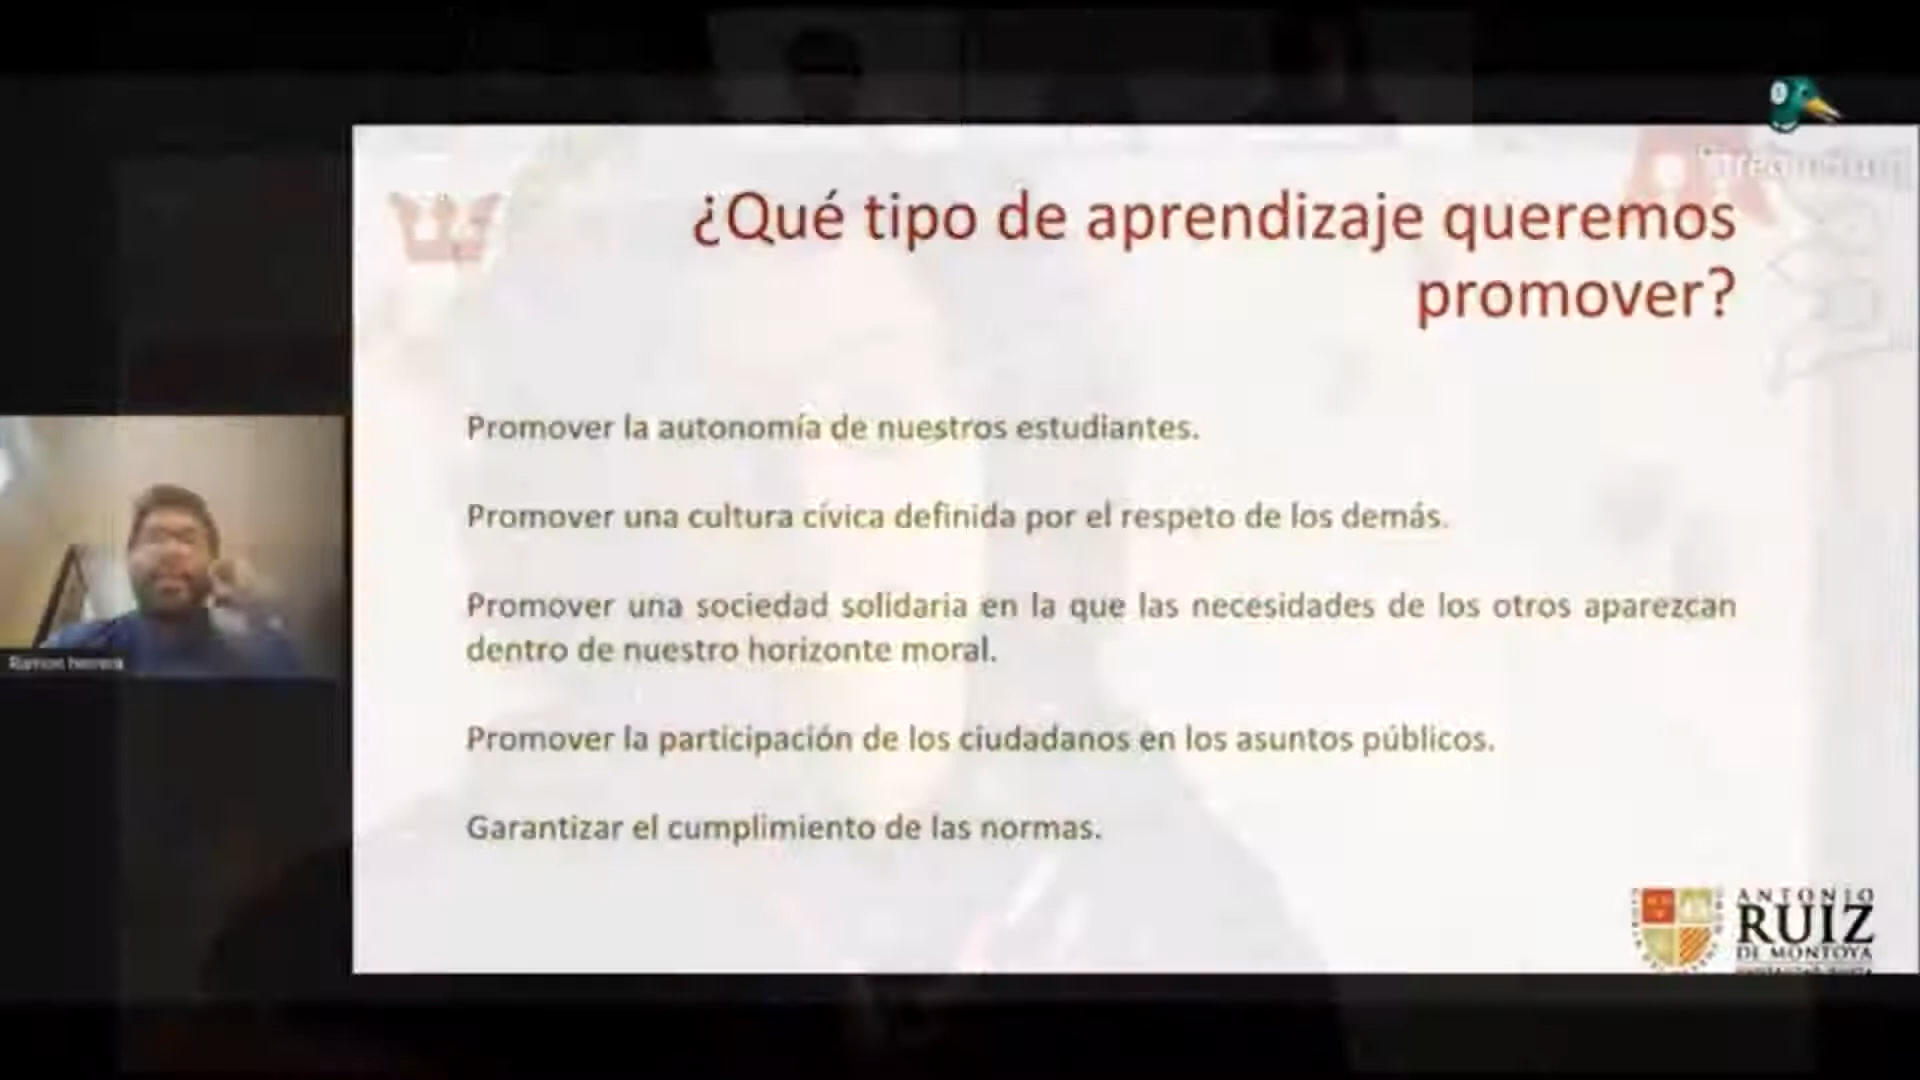 ¿Qué tipo de aprendizaje queremos
promover?
Promover la autonomía de nuestros estudiantes.
Promover una cultura cívica definida por el respeto de los demás.
Promover una sociedad solidaria en la que las necesidades de los otros aparezcan
dentro de nuestro horizonte moral.
Promover la participación de los ciudadanos en los asuntos públicos.
Garantizar el cumplimiento de las normas.
Ramon herrera
ANTONIO
RUIZ
DE MONTOYA